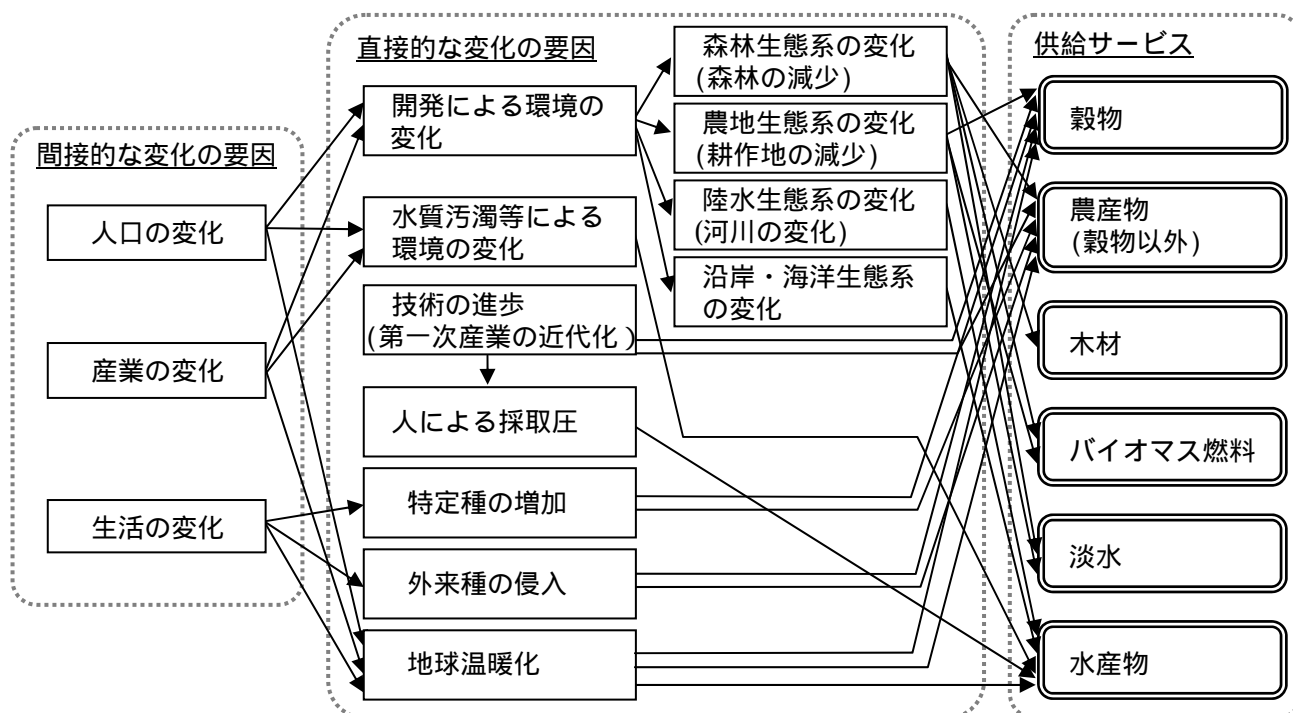 間接的な変化の要因
人口の変化
産業の変化
生活の変化
直接的な変化の要因
開発による環境の
変化
水質汚濁等による
環境の変化
技術の進歩
(第一次産業の近代化)
人による採取圧
特定種の増加
外来種の侵入
地球温暖化
森林生態系の変化
(森林の減少)
農地生態系の変化
(耕作地の減少)
陸水生態系の変化
(河川の変化)
沿岸・海洋生態系
の変化
供給サービス
穀物
農産物
(穀物以外)
木材
バイオマス燃料
淡水
水産物